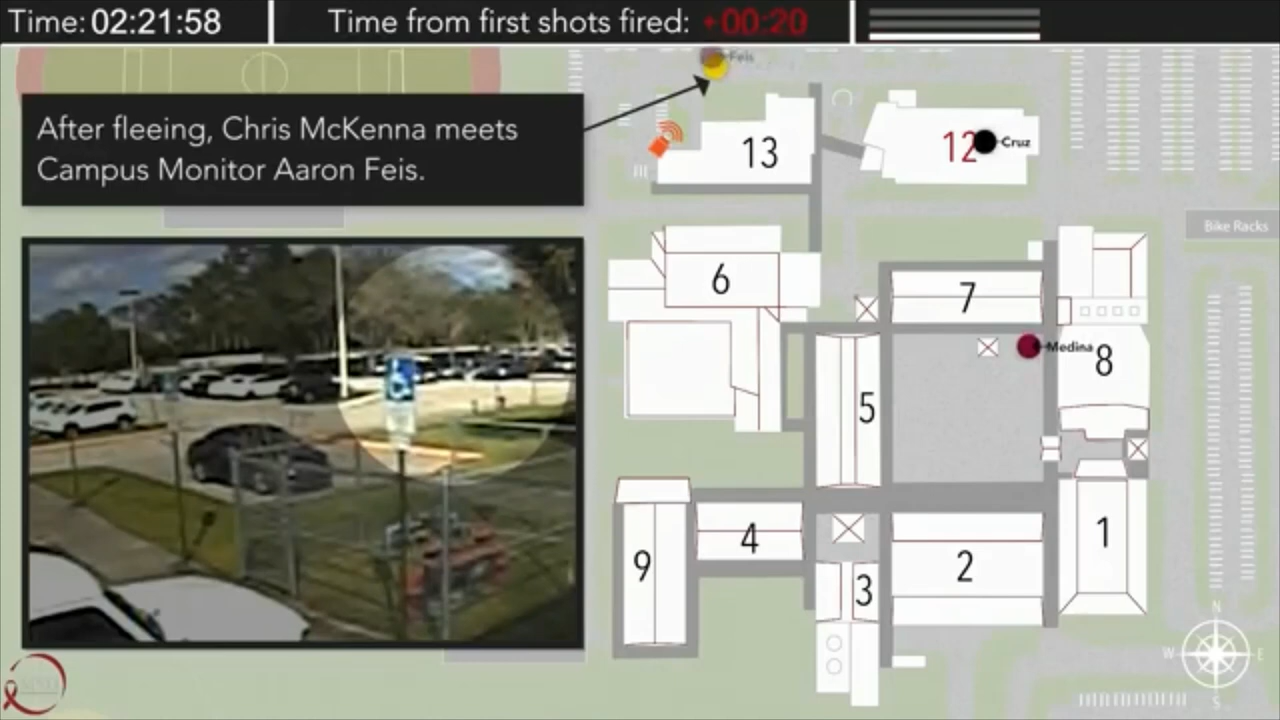 Time: 02:21:58
Time from first shots fired: +00:20
After fleeing, Chris McKenna meets
Campus Monitor Aaron Feis.
Feis
13
12
Cruz
Bike Racks
6
7
Medina
8
5
9
4
3
2
1
N
W
E
S